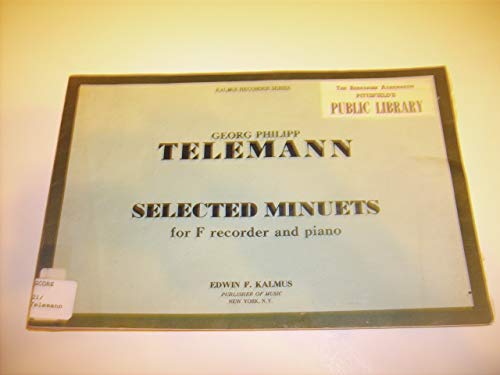 KALMUS RECORDER SERIES
THE BERKSHIRE ATHENAEUM
PITTSFIELD'S
PUBLIC LIBRARY
GEORG PHILIPP
TELEMANN
SELECTED MINUETS
for F recorder and piano
EDWIN F. KALMUS
PUBLISHER OF MUSIC
NEW YORK, N.Y.
SCORE
21/
Telemann